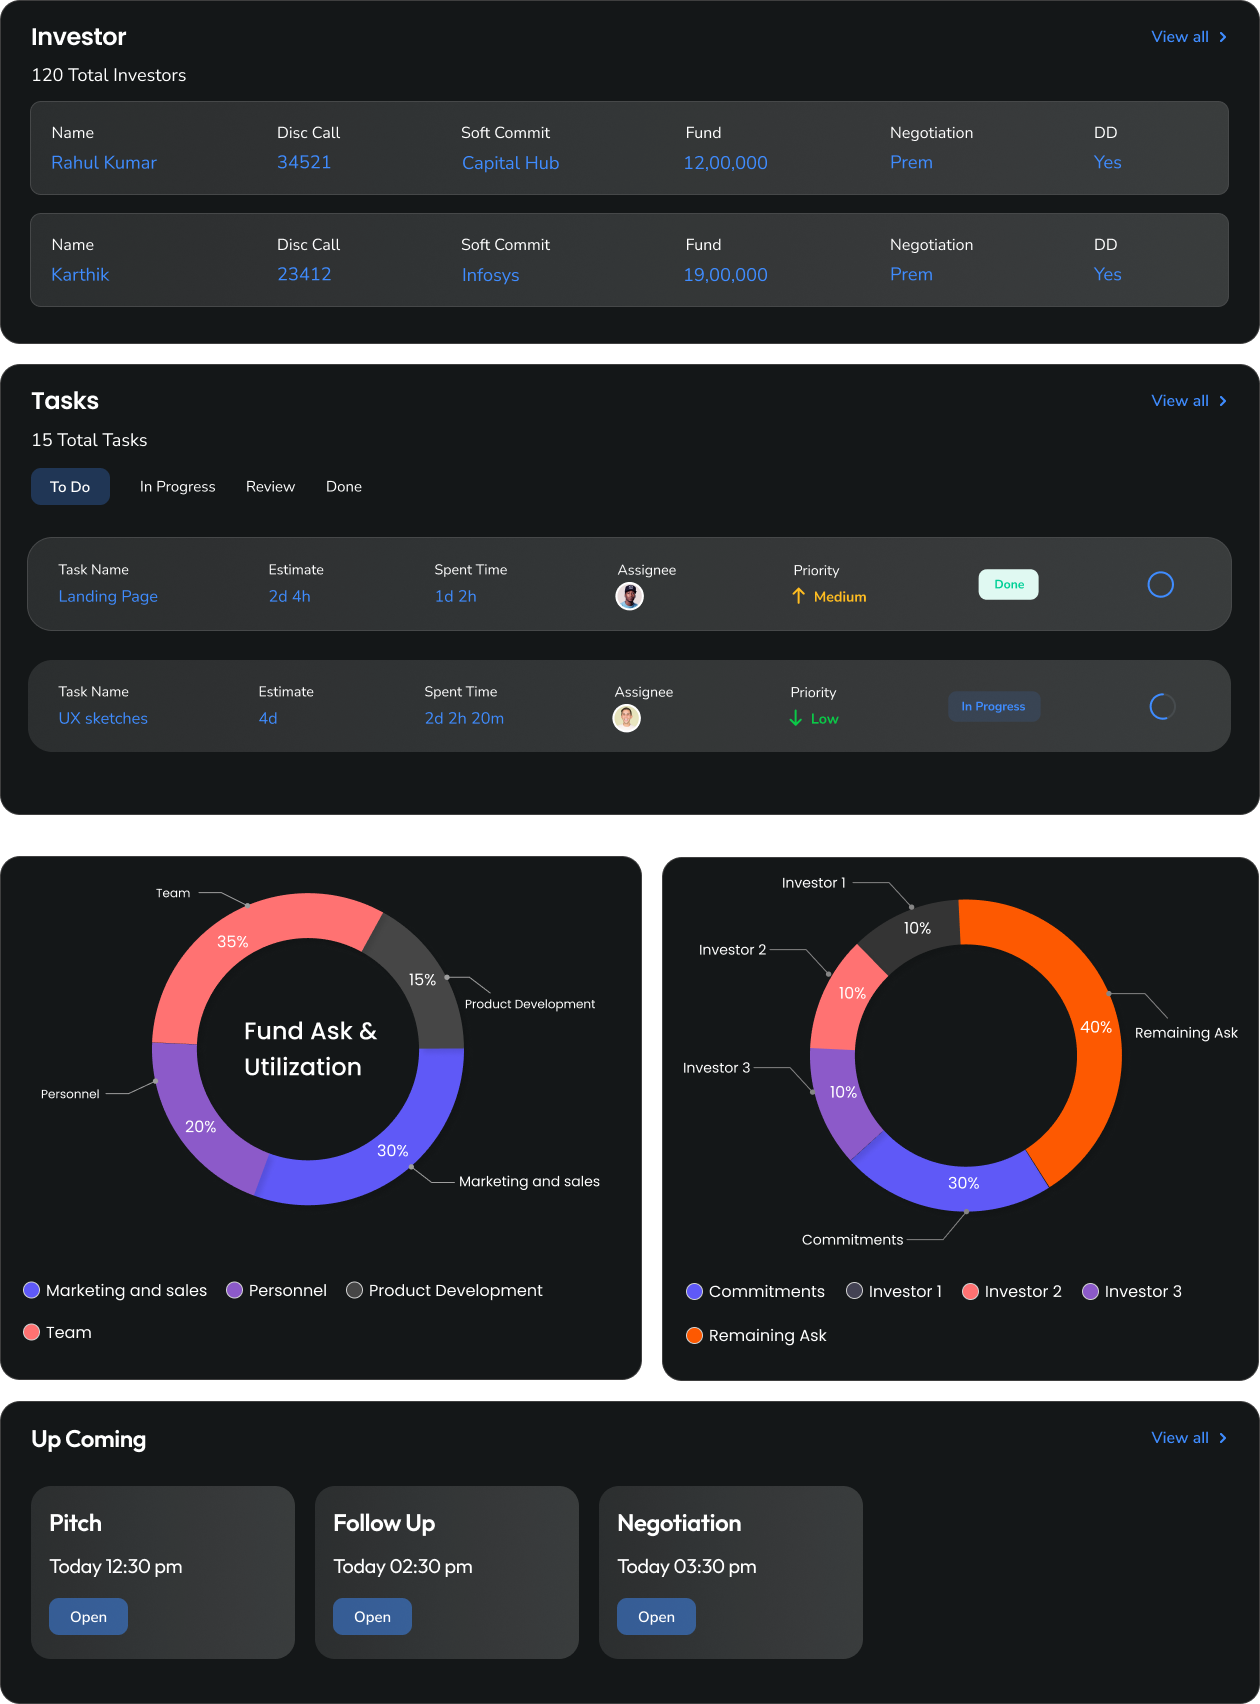 Investor
View all
120 Total Investors
Name Disc Call Soft Commit Fund Negotiation DD
Rahul Kumar 34521 Capital Hub 12,00,000 Prem Yes
Name Disc Call Soft Commit Fund Negotiation DD
Karthik 23412 Infosys 19,00,000 Prem Yes
Tasks
View all
15 Total Tasks
To Do In Progress Review Done
Task Name Estimate Spent Time Assignee Priority
Landing Page 2d 4h 1d 2h Medium Done
Task Name Estimate Spent Time Assignee Priority
UX sketches 4d 2d 2h 20m Low In Progress
Team
35%
15%
Product Development
Fund Ask &
Utilization
Personnel
20%
30%
Marketing and sales
Marketing and sales Personnel Product Development
Team
Investor 1
10%
Investor 2
10%
40%
Remaining Ask
Investor 3
10%
30%
Commitments
Commitments Investor 1 Investor 2 Investor 3
Remaining Ask
Up Coming
View all
Pitch
Today 12:30 pm
Open
Follow Up
Today 02:30 pm
Open
Negotiation
Today 03:30 pm
Open